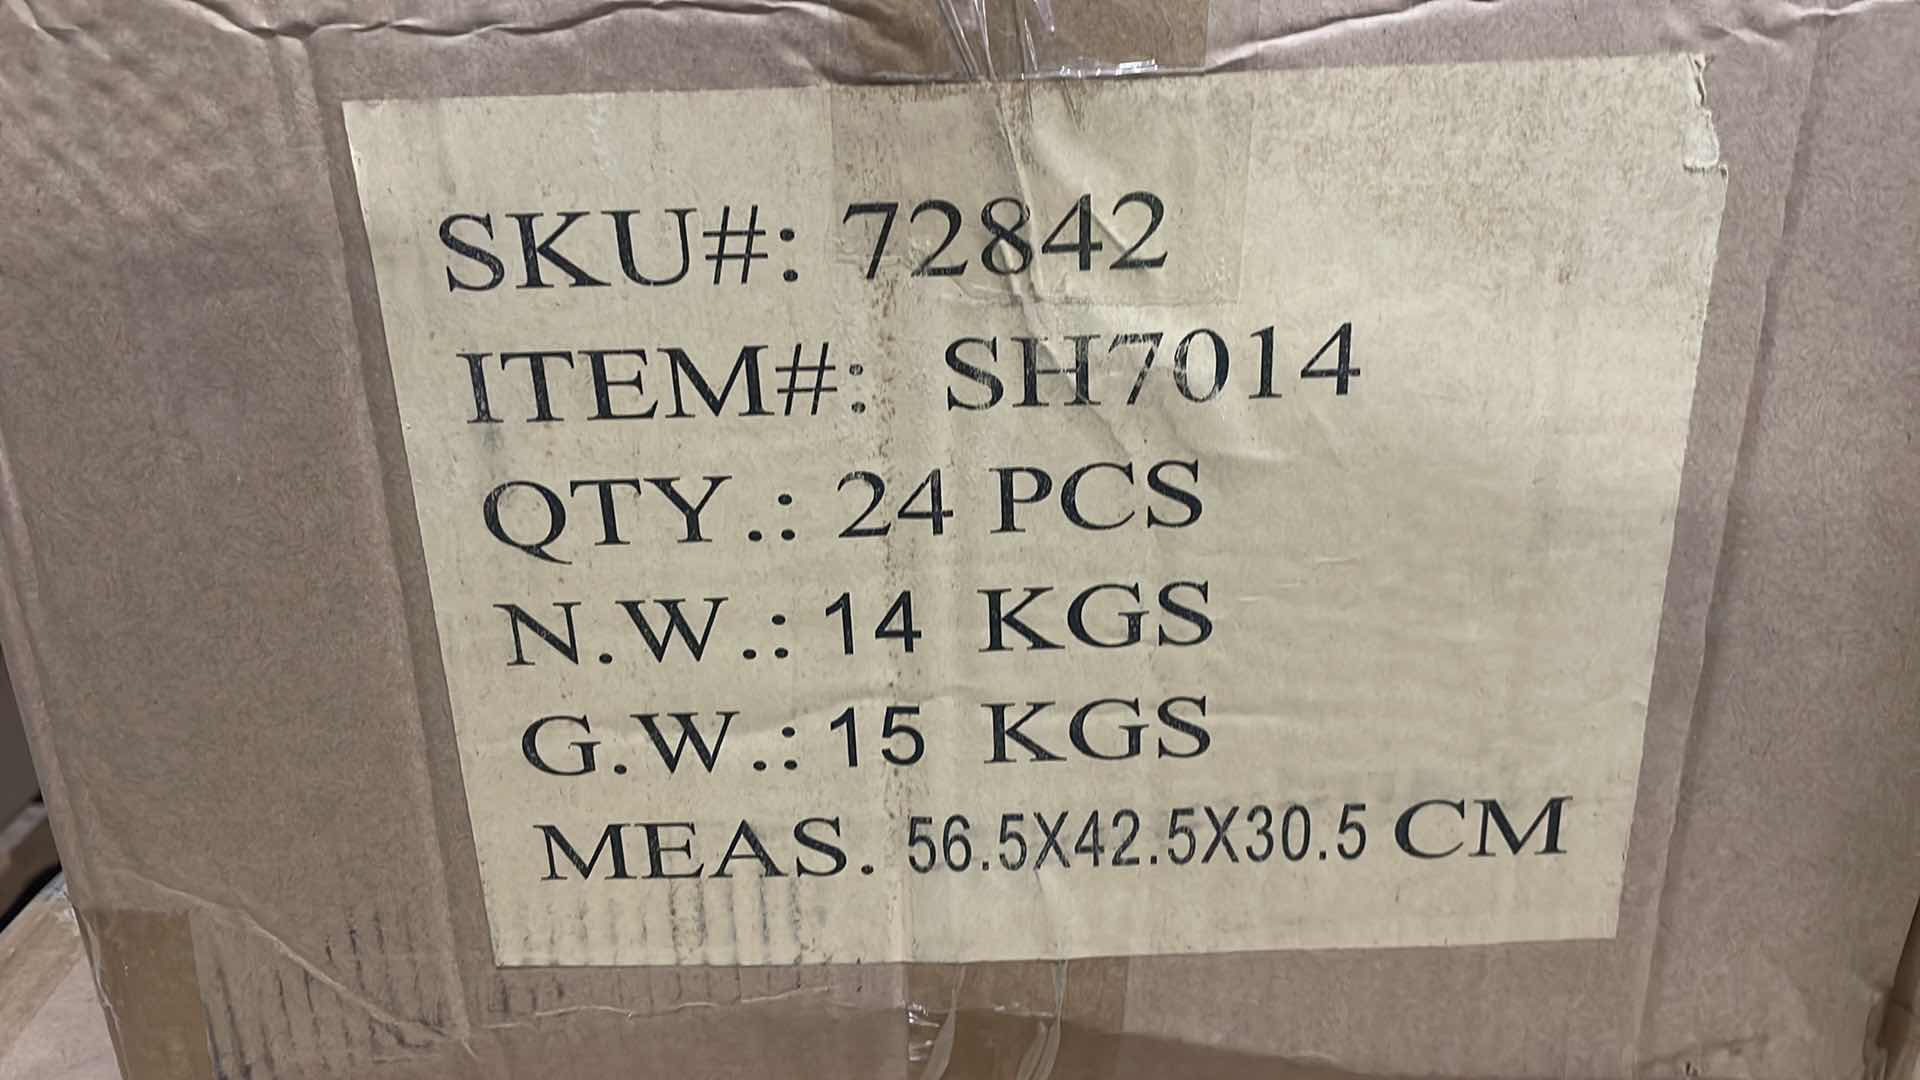 SKU#: 72842
ITEM#: SH7014
QTY.: 24 PCS
N.W.: 14 KGS
G.W.: 15 KGS
MEAS. 56.5X42.5X30.5 CM